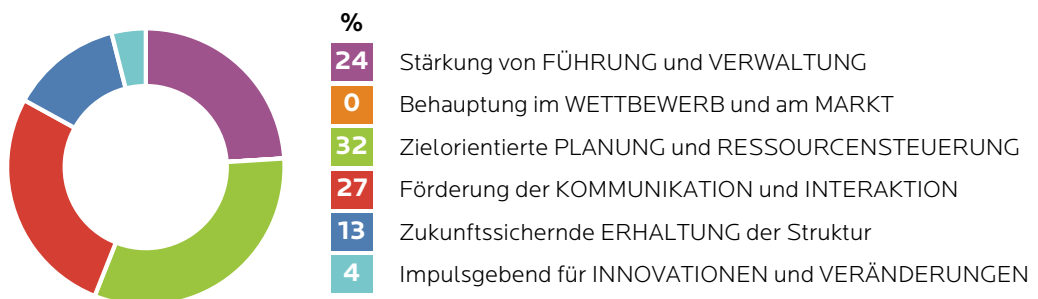 %
24 Stärkung von FÜHRUNG und VERWALTUNG
0 Behauptung im WETTBEWERB und am MARKT
32 Zielorientierte PLANUNG und RESSOURCENSTEUERUNG
27 Förderung der KOMMUNIKATION und INTERAKTION
13 Zukunftssichernde ERHALTUNG der Struktur
4 Impulsgebend für INNOVATIONEN und VERÄNDERUNGEN